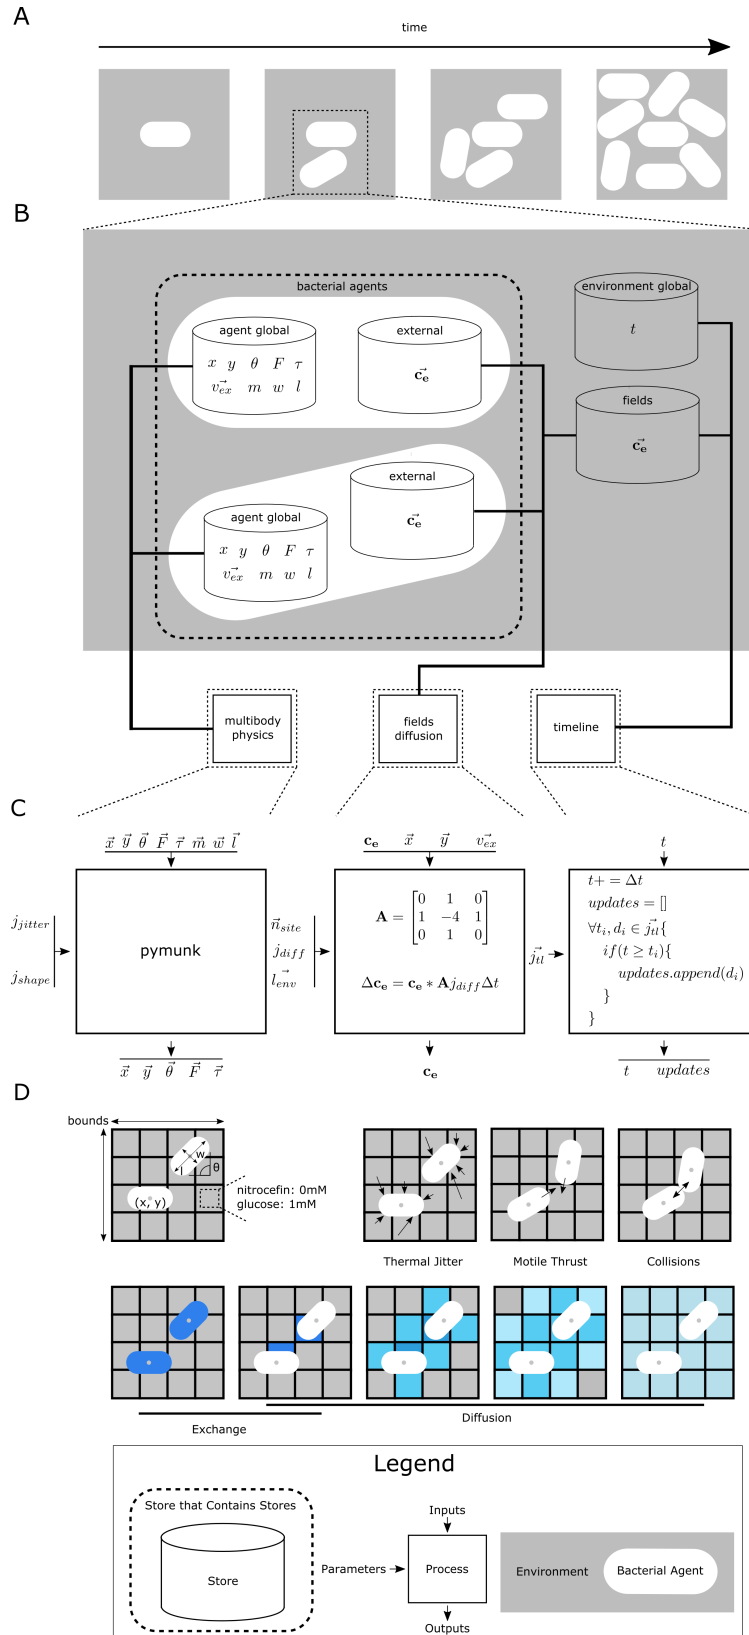 A
time
B
bacterial agents
environment global
t
agent global
x y θ F τ
v⃗ex m w l
external
c⃗e
fields
c⃗e
external
c⃗e
agent global
x y θ F τ
v⃗ex m w l
multibody
physics
fields
diffusion
timeline
C
x⃗ y⃗ θ⃗ F⃗ τ⃗ m⃗ w⃗ l⃗
jjitter
jshape
pymunk
x⃗ y⃗ θ⃗ F⃗ τ⃗
ce x⃗ y⃗ v⃗ex
n⃗site
jdiff
l⃗env
A = [0 1 0
1 −4 1
0 1 0]
Δce = ce ∗ Ajdiff Δt
ce
t
j⃗tl
t+ = Δt
updates = []
∀ti, di ∈ j⃗tl{
if(t ≥ ti){
updates.append(di)
}
}
t updates
D
bounds
w
l
θ
(x, y)
nitrocefin: 0mM
glucose: 1mM
Thermal Jitter
Motile Thrust
Collisions
Exchange
Diffusion
Legend
Store that Contains Stores
Store
Inputs
Parameters
Process
Outputs
Environment
Bacterial Agent